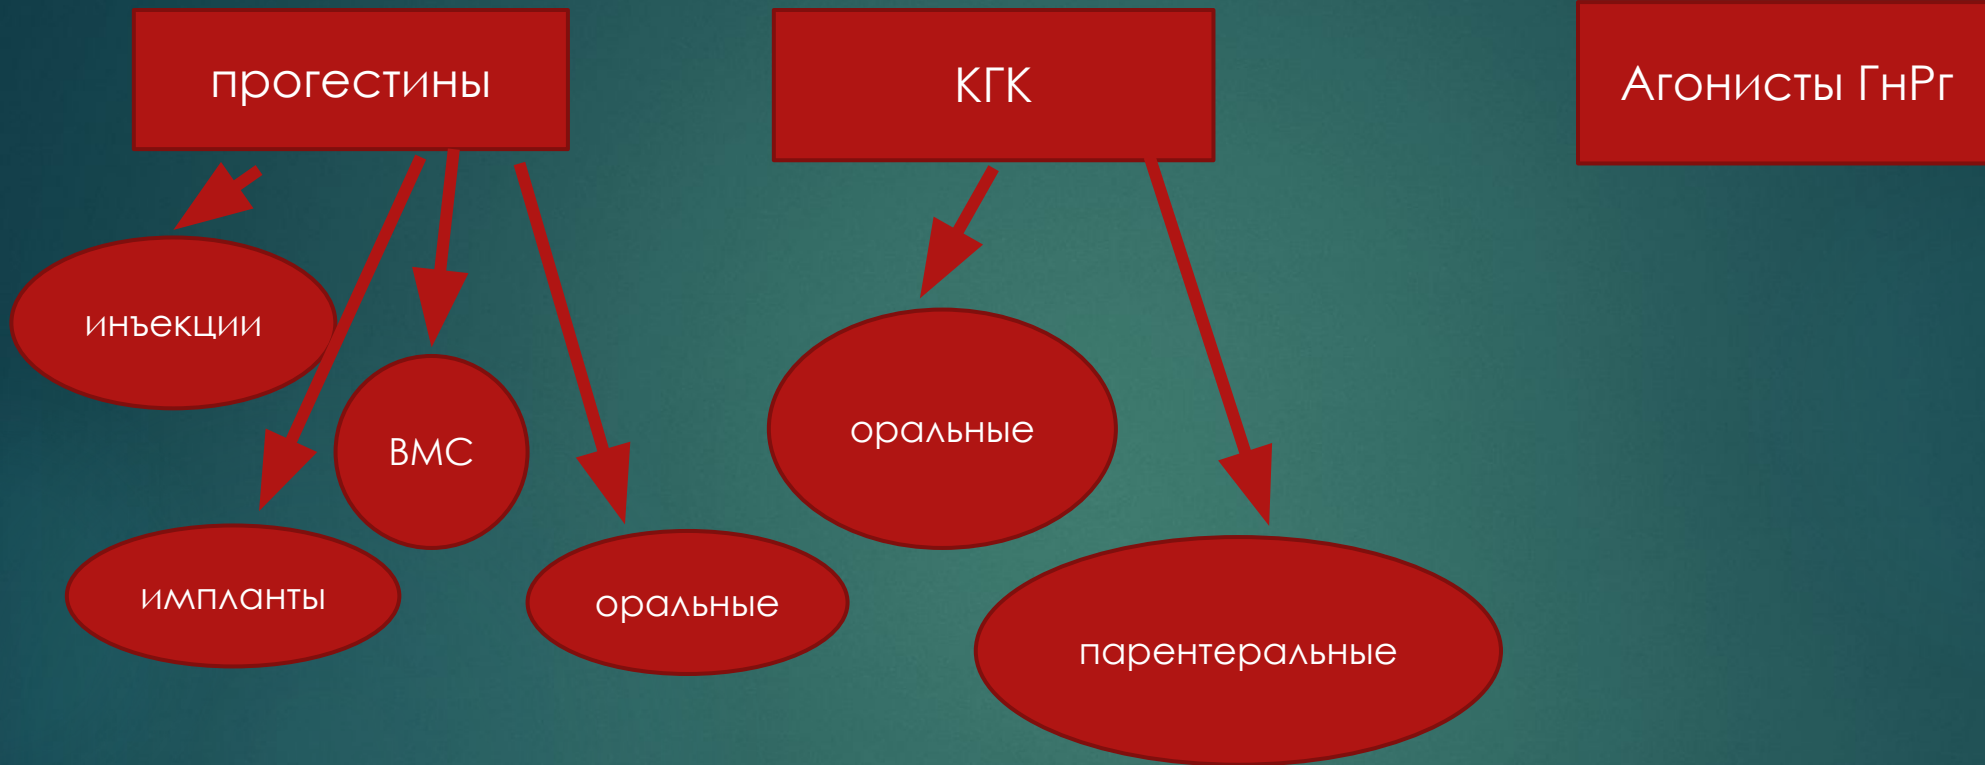 прогестины
КГК
Агонисты ГнРг
инъекции
ВМС
оральные
импланты
оральные
парентеральные